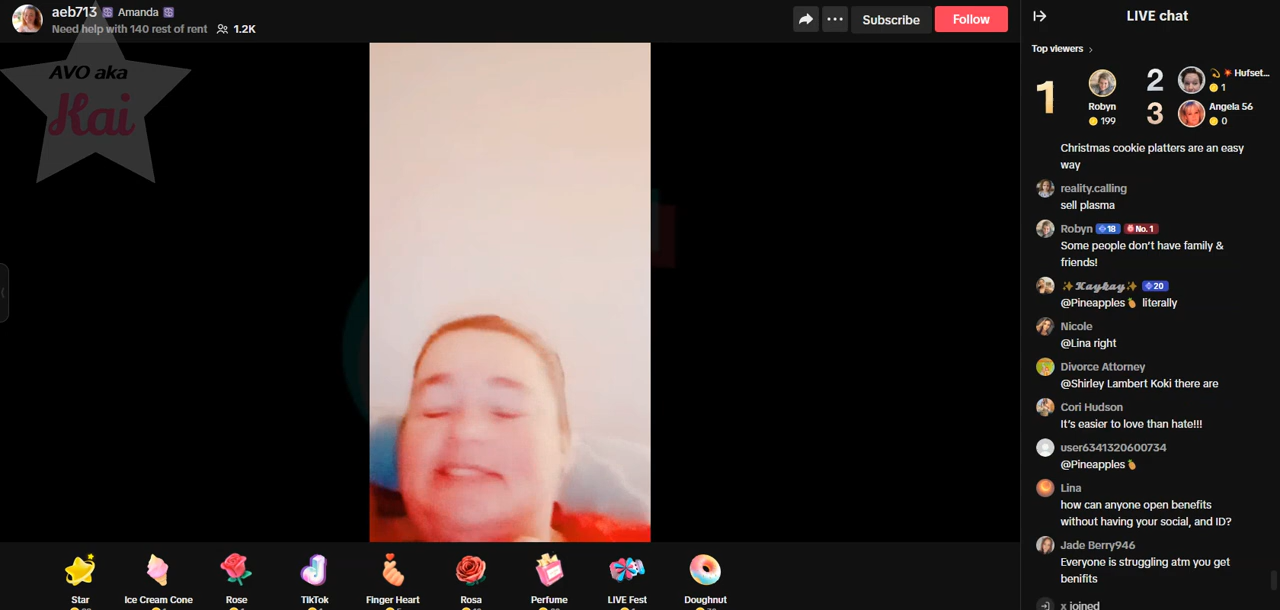 aeb713 Amanda
Need help with 140 rest of rent 1.2K
Subscribe
Follow
AVO aka
Kai
LIVE chat
Top viewers
1
Robyn
199
2
Hufset...
1
3
Angela 56
0
Christmas cookie platters are an easy
way
reality.calling
sell plasma
Robyn 18 No. 1
Some people don't have family &
friends!
Kaykay 20
@Pineapples🍍 literally
Nicole
@Lina right
Divorce Attorney
@Shirley Lambert Koki there are
Cori Hudson
It's easier to love than hate!!!
user6341320600734
@Pineapples🍍
Lina
how can anyone open benefits
without having your social, and ID?
Jade Berry946
Everyone is struggling atm you get
benifits
x joined
Star
Ice Cream Cone
Rose
TikTok
Finger Heart
Rosa
Perfume
LIVE Fest
Doughnut